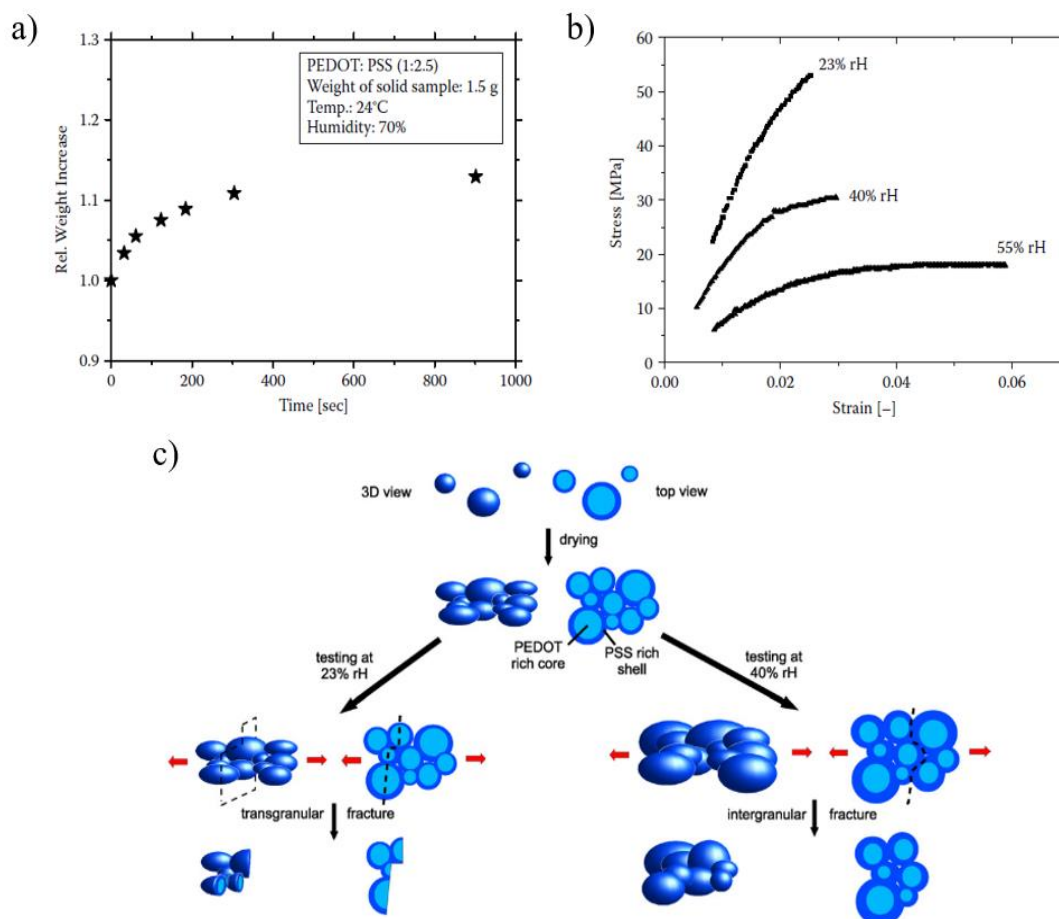 a)
1.3
1.2
1.1
1.0
0.9
Rel. Weight Increase
PEDOT: PSS (1:2.5)
Weight of solid sample: 1.5 g
Temp.: 24°C
Humidity: 70%
0 200 400 600 800 1000
Time [sec]
b)
60
50
40
30
20
10
0
Stress [MPa]
23% rH
40% rH
55% rH
0.00 0.02 0.04 0.06
Strain [–]
c)
3D view
top view
drying
PEDOT
rich core
PSS rich
shell
testing at
23% rH
testing at
40% rH
transgranular fracture
intergranular fracture